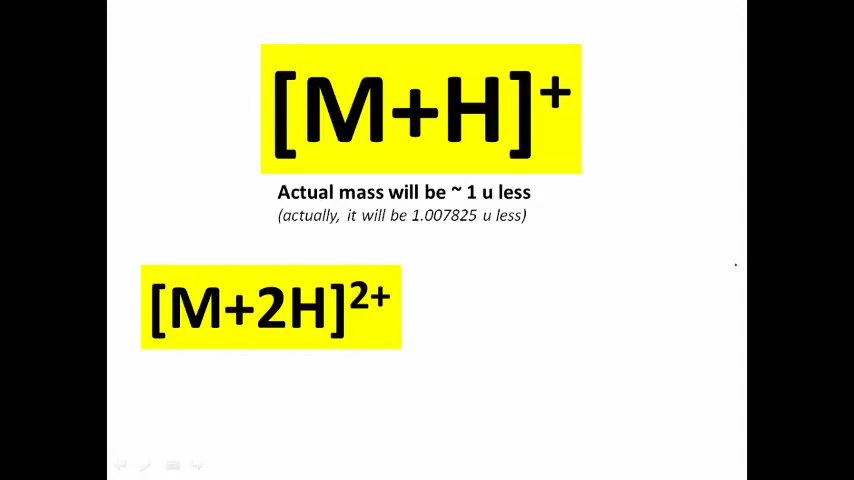 [M+H]⁺
Actual mass will be ~ 1 u less
(actually, it will be 1.007825 u less)
[M+2H]²⁺